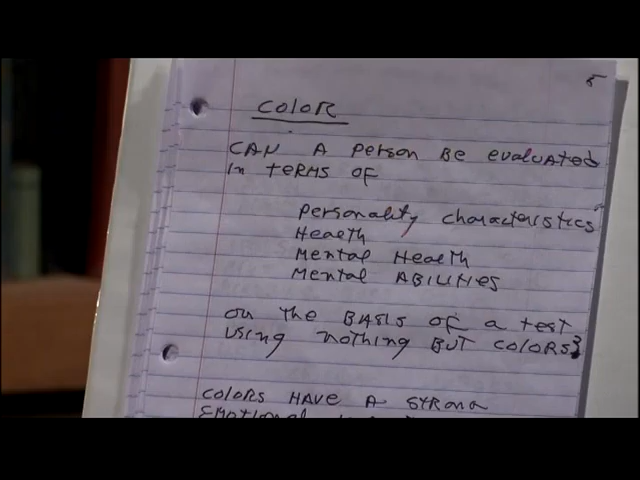 5
COLOR
CAN A Person BE evaluated
In terms of
Personality characteristics
Health
Mental Health
Mental ABILITIES
on the BASIS of a test
using nothing BUT COLORS?
COLORS HAVE A STRONG
EMOTIONAL